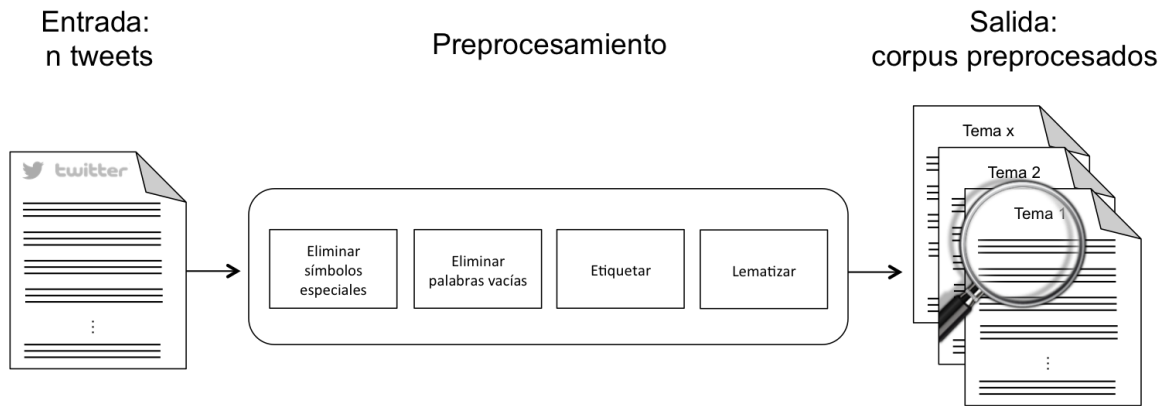 Entrada:
n tweets
Preprocesamiento
Salida:
corpus preprocesados
twitter
Eliminar
símbolos
especiales
Eliminar
palabras vacías
Etiquetar
Lematizar
Tema x
Tema 2
Tema 1